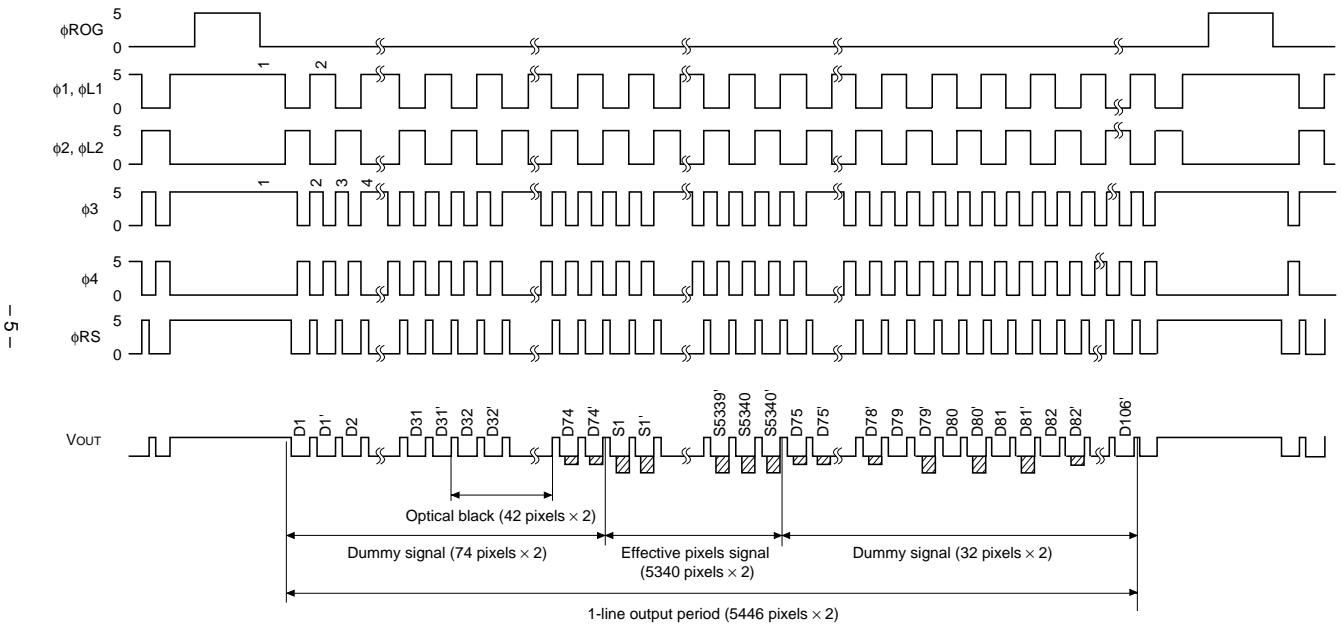 φROG
5
0
1
2
φ1, φL1
5
0
φ2, φL2
5
0
1
2
3
4
φ3
5
0
φ4
5
0
– 5 –
φRS
5
0
VOUT
D1
D1'
D2
D31
D31'
D32
D32'
D74
D74'
S1
S1'
S5339'
S5340
S5340'
D75
D75'
D78'
D79
D79'
D80
D80'
D81
D81'
D82
D82'
D106'
Optical black (42 pixels × 2)
Dummy signal (74 pixels × 2)
Effective pixels signal
(5340 pixels × 2)
Dummy signal (32 pixels × 2)
1-line output period (5446 pixels × 2)